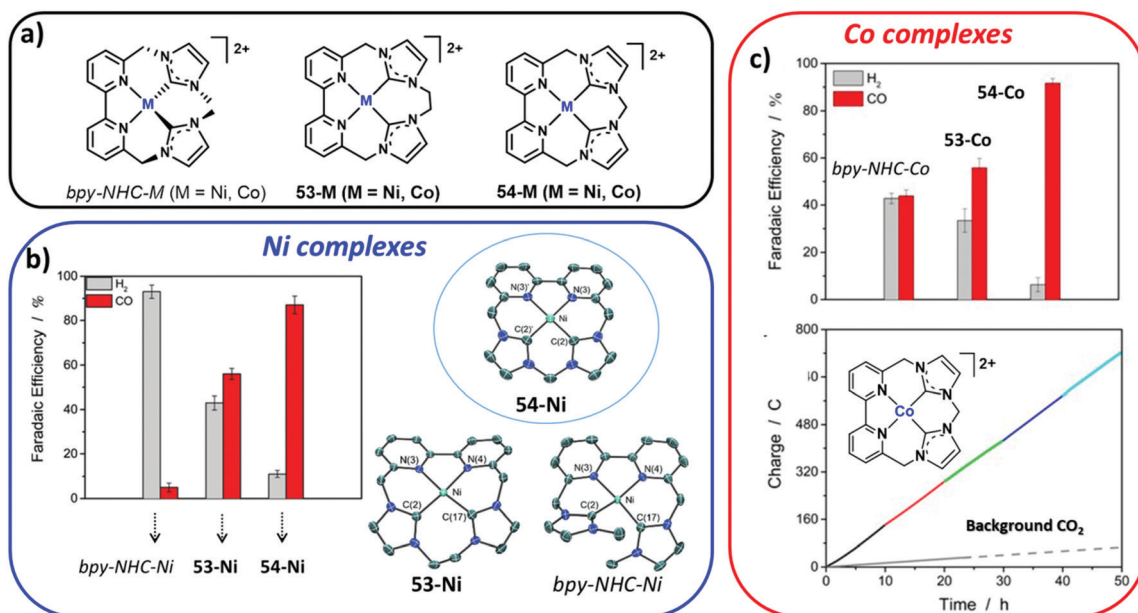 a)
2+
2+
2+
N
N
N
N
N
N
M
M
M
N
N
N
N
N
N
N
N
N
N
N
N
bpy-NHC-M (M = Ni, Co)
53-M (M = Ni, Co)
54-M (M = Ni, Co)
Ni complexes
b)
Faradaic Efficiency / %
100
80
60
40
20
0
H2
CO
bpy-NHC-Ni
53-Ni
54-Ni
N(3)'
N(3)
Ni
C(2)'
C(2)
54-Ni
N(3)
N(4)
Ni
C(2)
C(17)
53-Ni
N(3)
N(4)
Ni
C(2)
C(17)
bpy-NHC-Ni
Co complexes
c)
Faradaic Efficiency / %
100
80
60
40
20
0
H2
CO
bpy-NHC-Co
53-Co
54-Co
Charge / C
800
480
320
160
0
2+
N
N
N
Co
N
N
N
Background CO2
0
10
20
30
40
50
Time / h